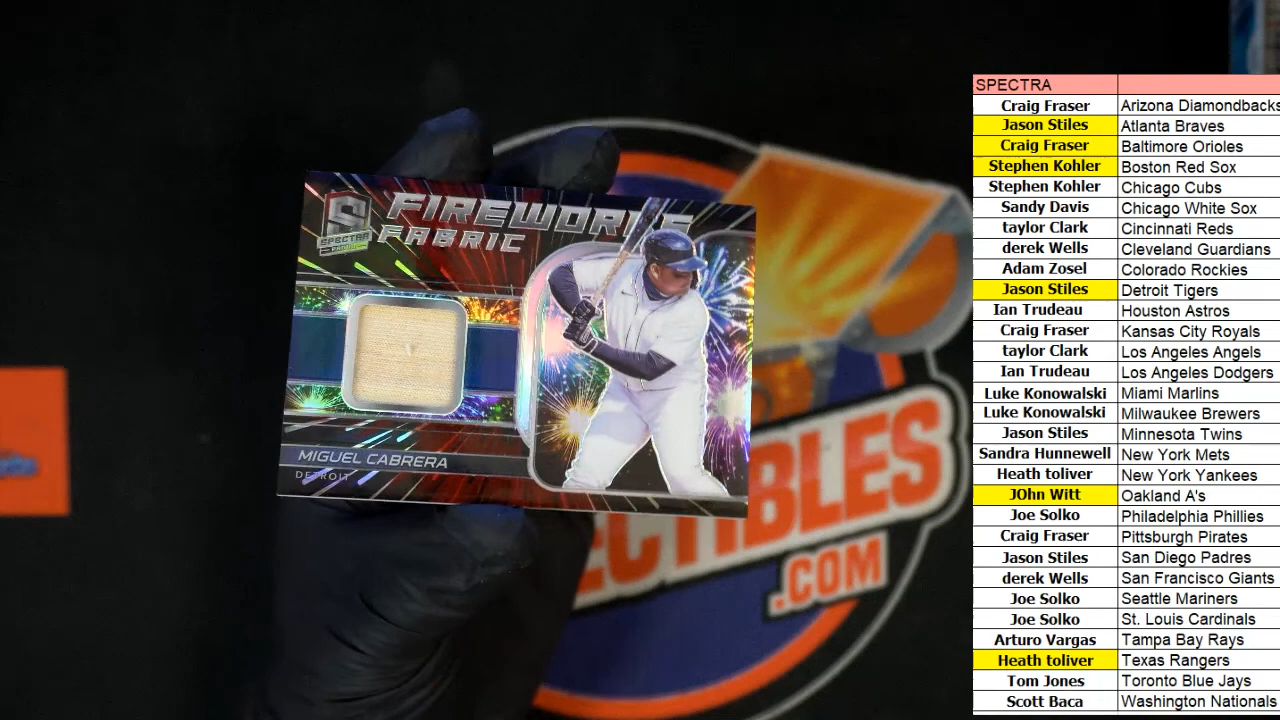 SPECTRA
Craig Fraser Arizona Diamondbacks
Jason Stiles Atlanta Braves
Craig Fraser Baltimore Orioles
Stephen Kohler Boston Red Sox
Stephen Kohler Chicago Cubs
Sandy Davis Chicago White Sox
taylor Clark Cincinnati Reds
derek Wells Cleveland Guardians
Adam Zosel Colorado Rockies
Jason Stiles Detroit Tigers
Ian Trudeau Houston Astros
Craig Fraser Kansas City Royals
taylor Clark Los Angeles Angels
Ian Trudeau Los Angeles Dodgers
Luke Konowalski Miami Marlins
Luke Konowalski Milwaukee Brewers
Jason Stiles Minnesota Twins
Sandra Hunnewell New York Mets
Heath toliver New York Yankees
JOhn Witt Oakland A's
Joe Solko Philadelphia Phillies
Craig Fraser Pittsburgh Pirates
Jason Stiles San Diego Padres
derek Wells San Francisco Giants
Joe Solko Seattle Mariners
Joe Solko St. Louis Cardinals
Arturo Vargas Tampa Bay Rays
Heath toliver Texas Rangers
Tom Jones Toronto Blue Jays
Scott Baca Washington Nationals
FIREWORKS
FABRIC
S
SPECTRA
MIGUEL CABRERA
DETROIT
ECTIBLES
.COM